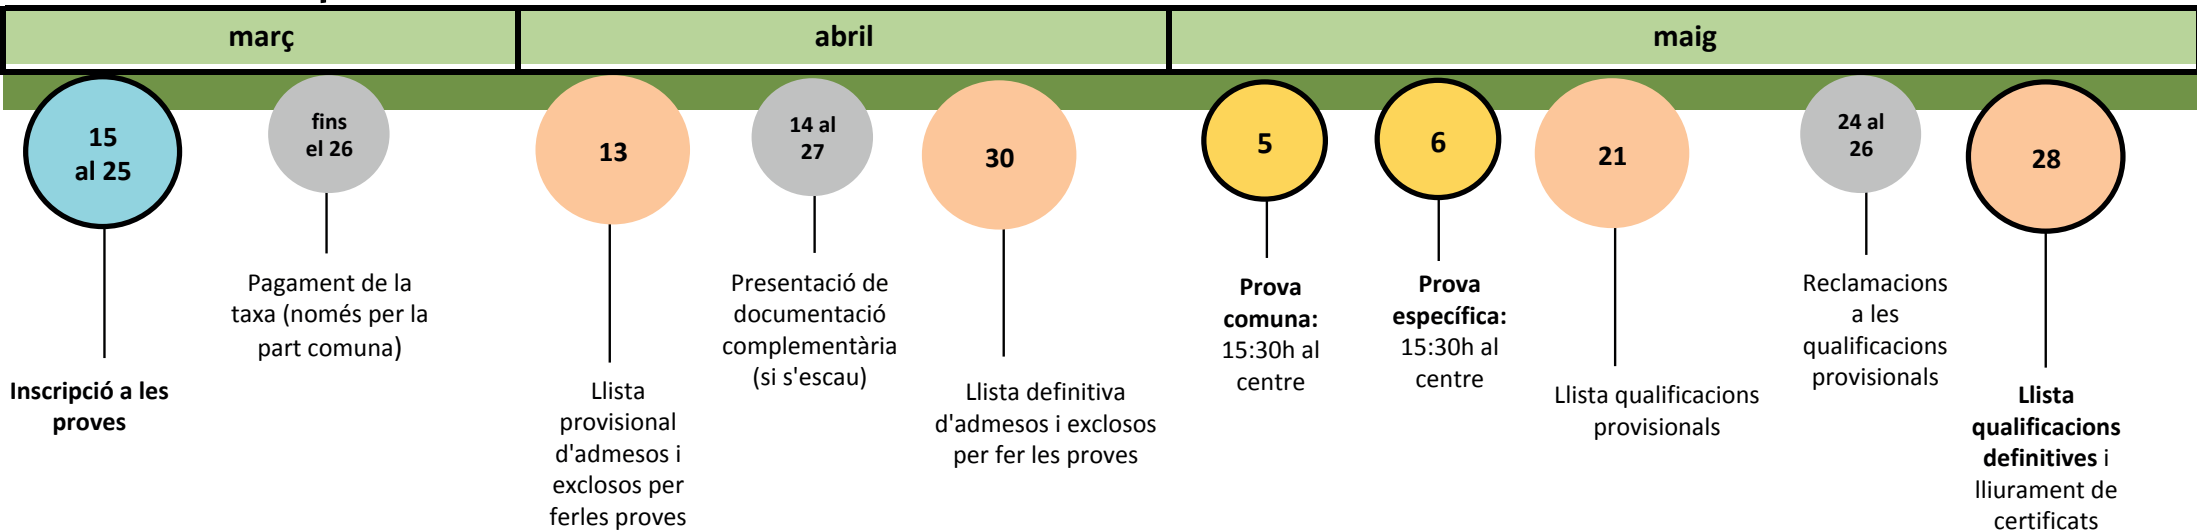 març
abril
maig
15
al 25
fins
el 26
13
14 al
27
30
5
6
21
24 al
26
28
Inscripció a les
proves
Pagament de la
taxa (només per la
part comuna)
Llista
provisional
d'admesos i
exclosos per
ferles proves
Presentació de
documentació
complementària
(si s'escau)
Llista definitiva
d'admesos i exclosos
per fer les proves
Prova
comuna:
15:30h al
centre
Prova
específica:
15:30h al
centre
Llista qualificacions
provisionals
Reclamacions
a les
qualificacions
provisionals
Llista
qualificacions
definitives i
lliurament de
certificats